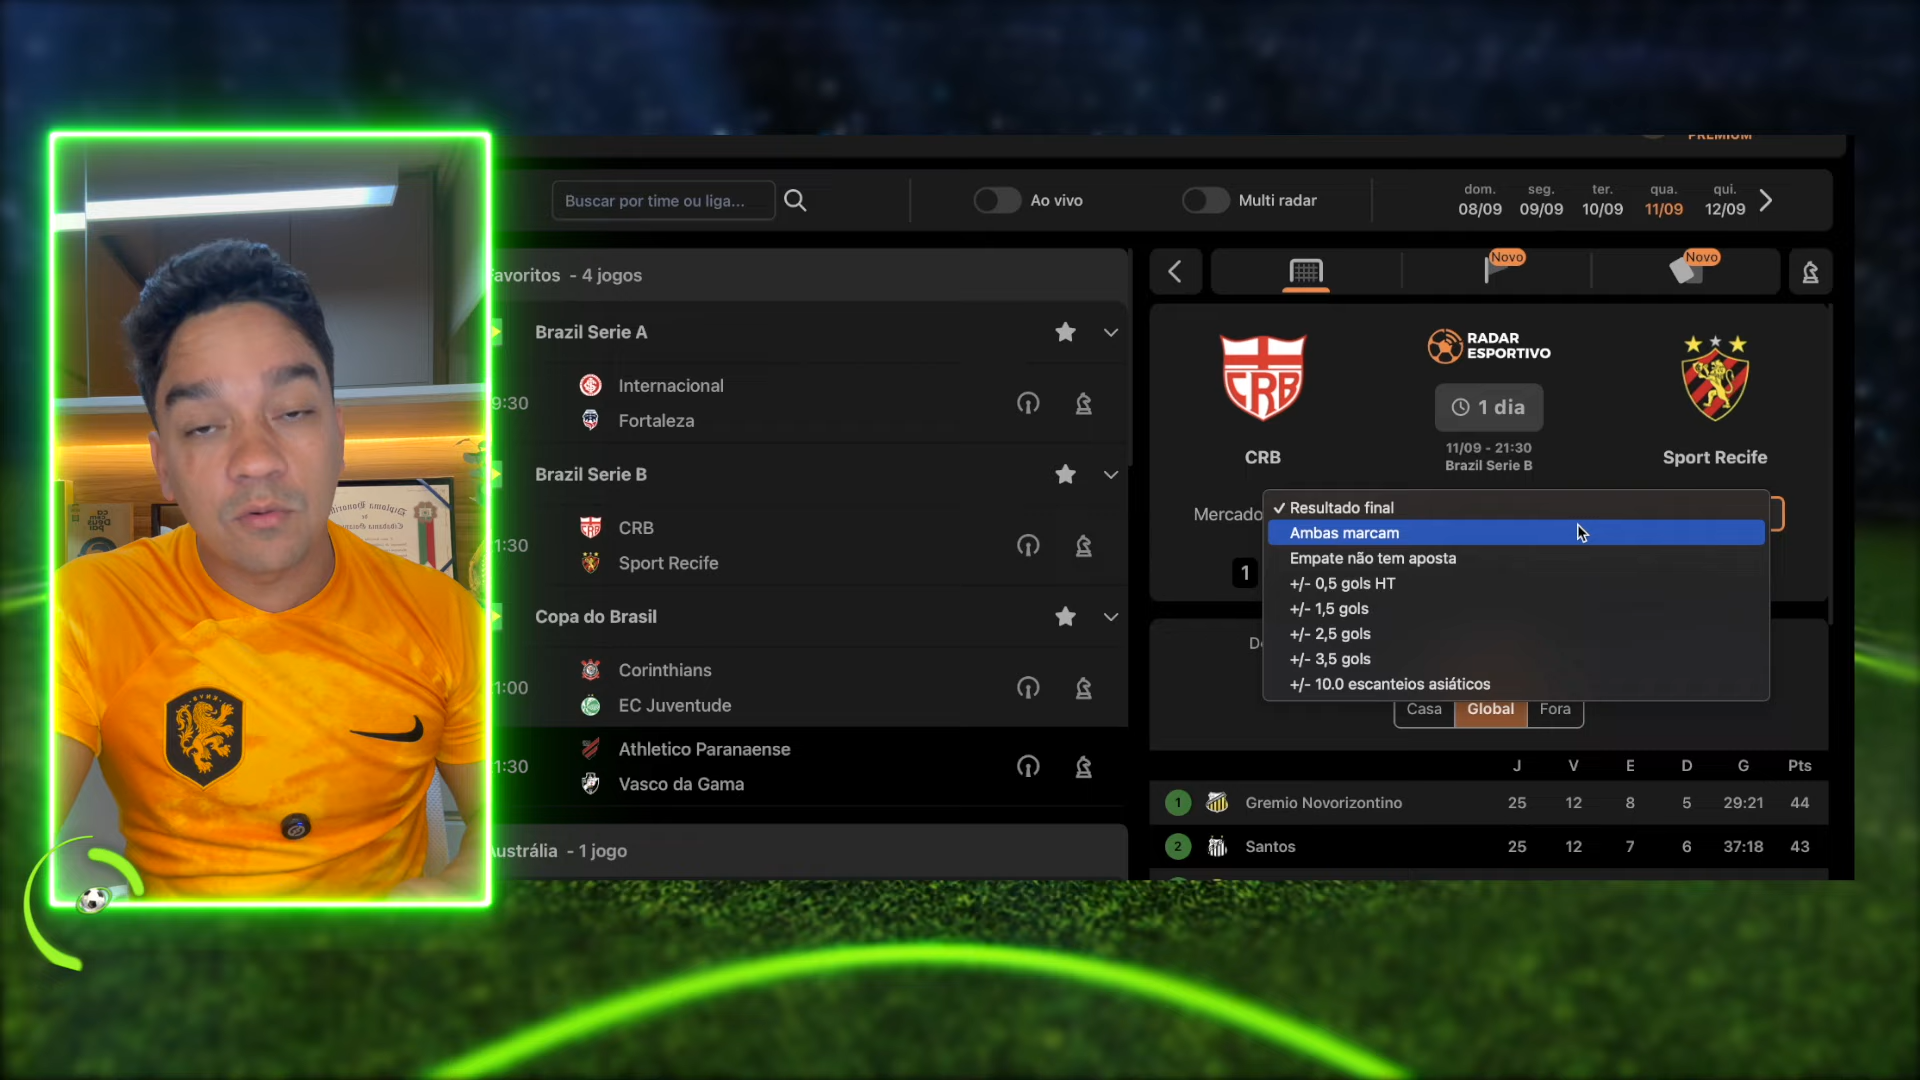 PREMIUM
Buscar por time ou liga...
Ao vivo
Multi radar
dom. seg. ter. qua. qui.
08/09 09/09 10/09 11/09 12/09
Favoritos - 4 jogos
Brazil Serie A
9:30
Internacional
Fortaleza
Brazil Serie B
1:30
CRB
Sport Recife
Copa do Brasil
1:00
Corinthians
EC Juventude
1:30
Athletico Paranaense
Vasco da Gama
Austrália - 1 jogo
Novo
Novo
CRB
RADAR
ESPORTIVO
1 dia
11/09 - 21:30
Brazil Serie B
CRB
Sport Recife
Mercado
✓ Resultado final
Ambas marcam
Empate não tem aposta
+/- 0,5 gols HT
+/- 1,5 gols
+/- 2,5 gols
+/- 3,5 gols
+/- 10.0 escanteios asiáticos
1
Casa Global Fora
J V E D G Pts
1 Gremio Novorizontino 25 12 8 5 29:21 44
2 Santos 25 12 7 6 37:18 43